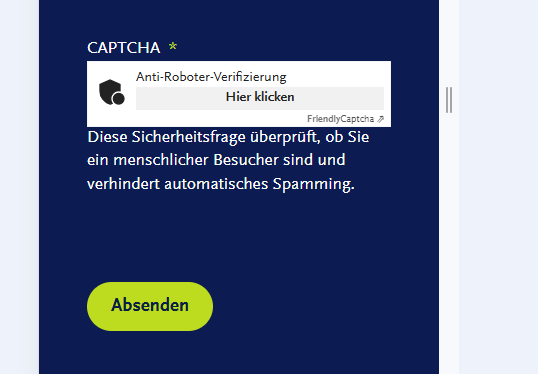 CAPTCHA *
Anti-Roboter-Verifizierung
Hier klicken
FriendlyCaptcha ⇗
Diese Sicherheitsfrage überprüft, ob Sie
ein menschlicher Besucher sind und
verhindert automatisches Spamming.
Absenden